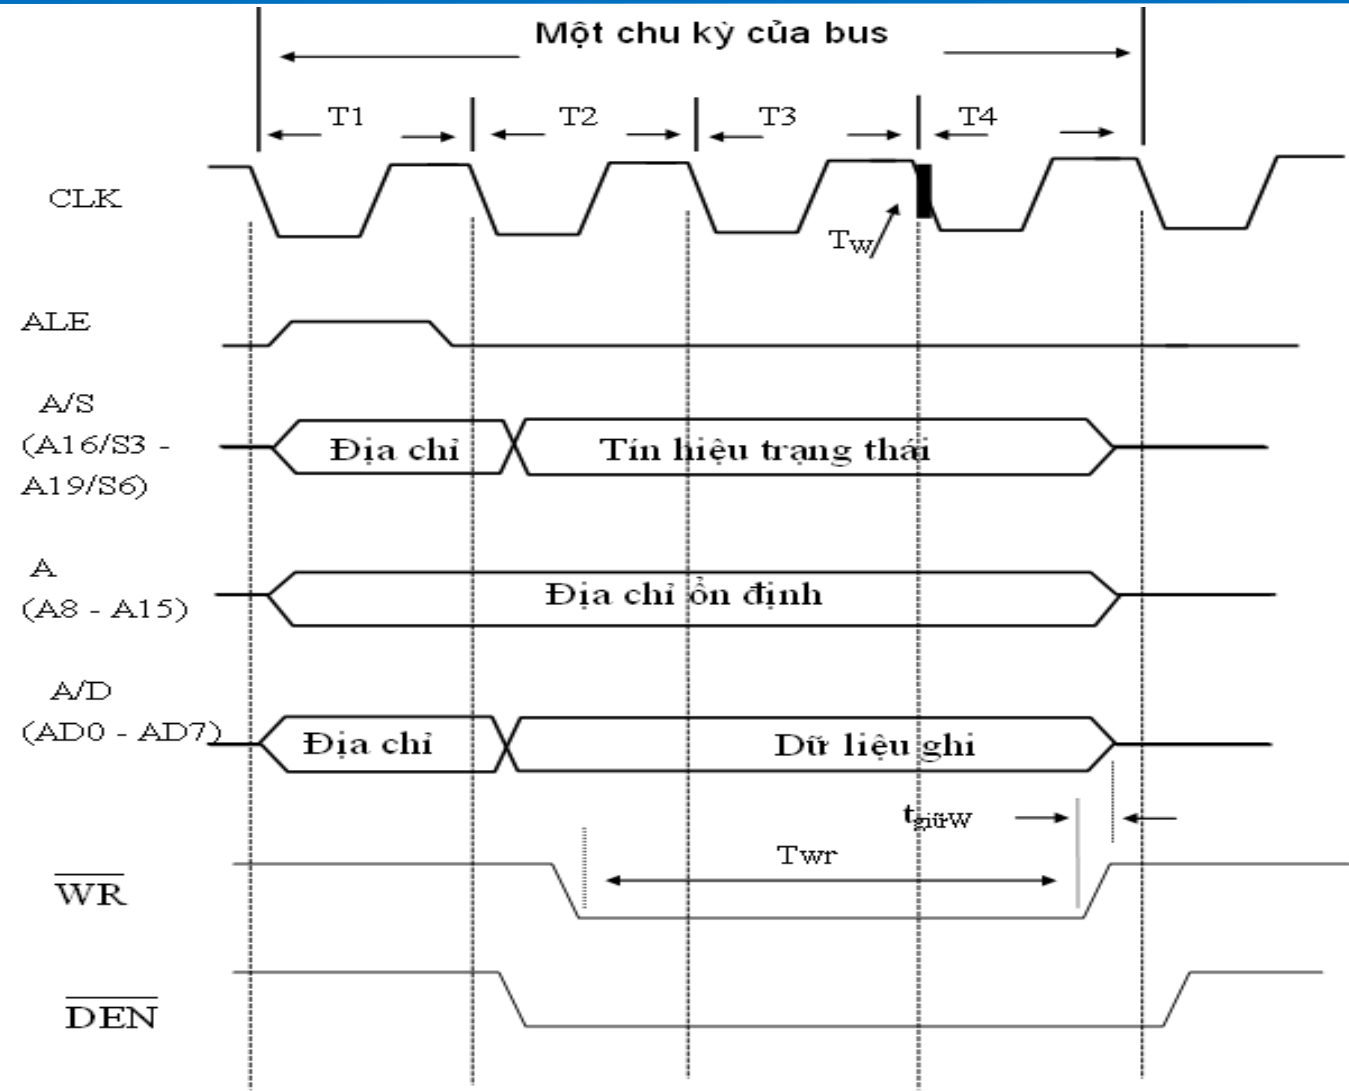 Một chu kỳ của bus
T1
T2
T3
T4
CLK
Tw
ALE
A/S
(A16/S3 -
A19/S6)
Địa chỉ
Tín hiệu trạng thái
A
(A8 - A15)
Địa chỉ ổn định
A/D
(AD0 - AD7)
Địa chỉ
Dữ liệu ghi
tgiữW
Twr
WR
DEN